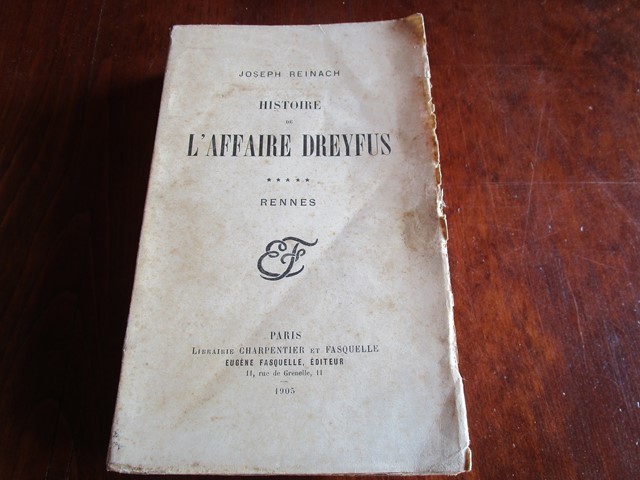 JOSEPH REINACH
HISTOIRE
DE
L'AFFAIRE DREYFUS
★★★★★
RENNES
EF
PARIS
LIBRAIRIE CHARPENTIER ET FASQUELLE
EUGÈNE FASQUELLE, ÉDITEUR
11, rue de Grenelle, 11
1905